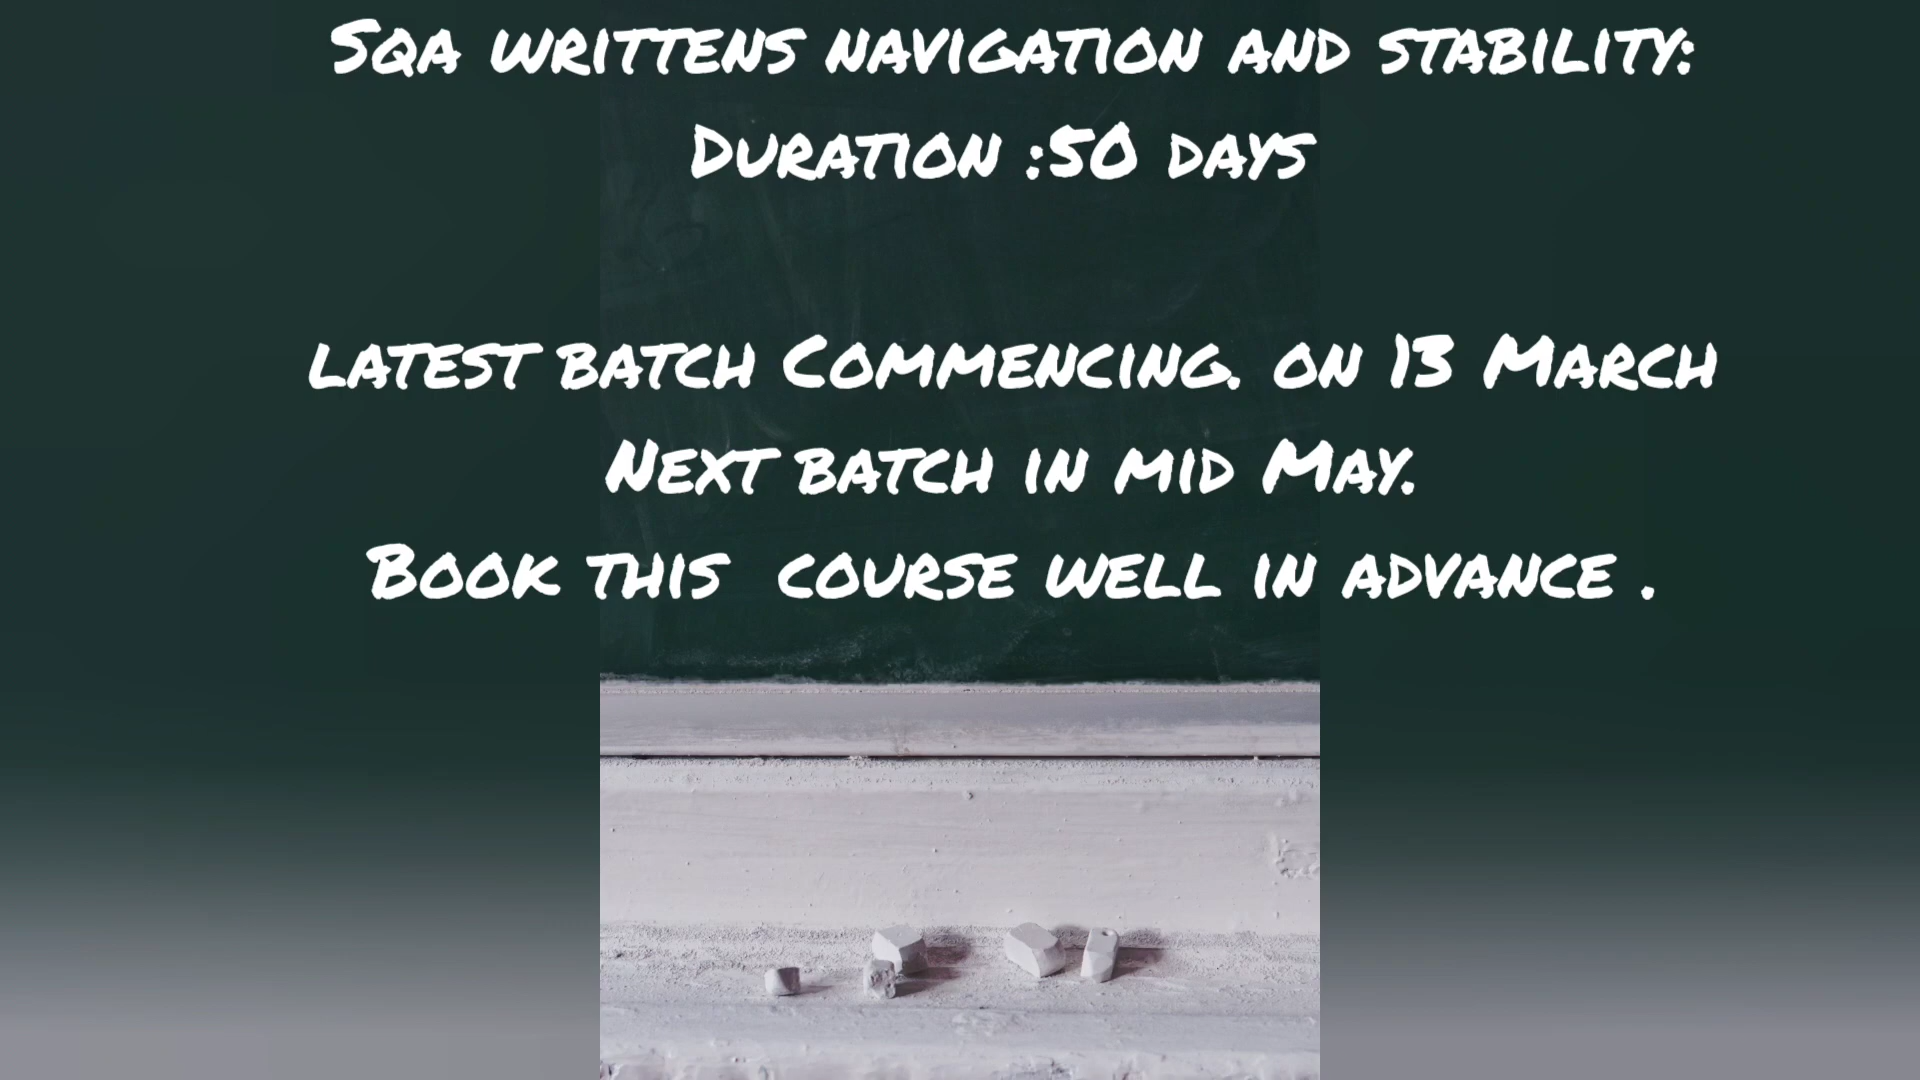 Sqa writtens navigation and stability:
Duration :50 days
latest batch Commencing. on 13 March
Next batch in mid May.
Book this course well in advance .